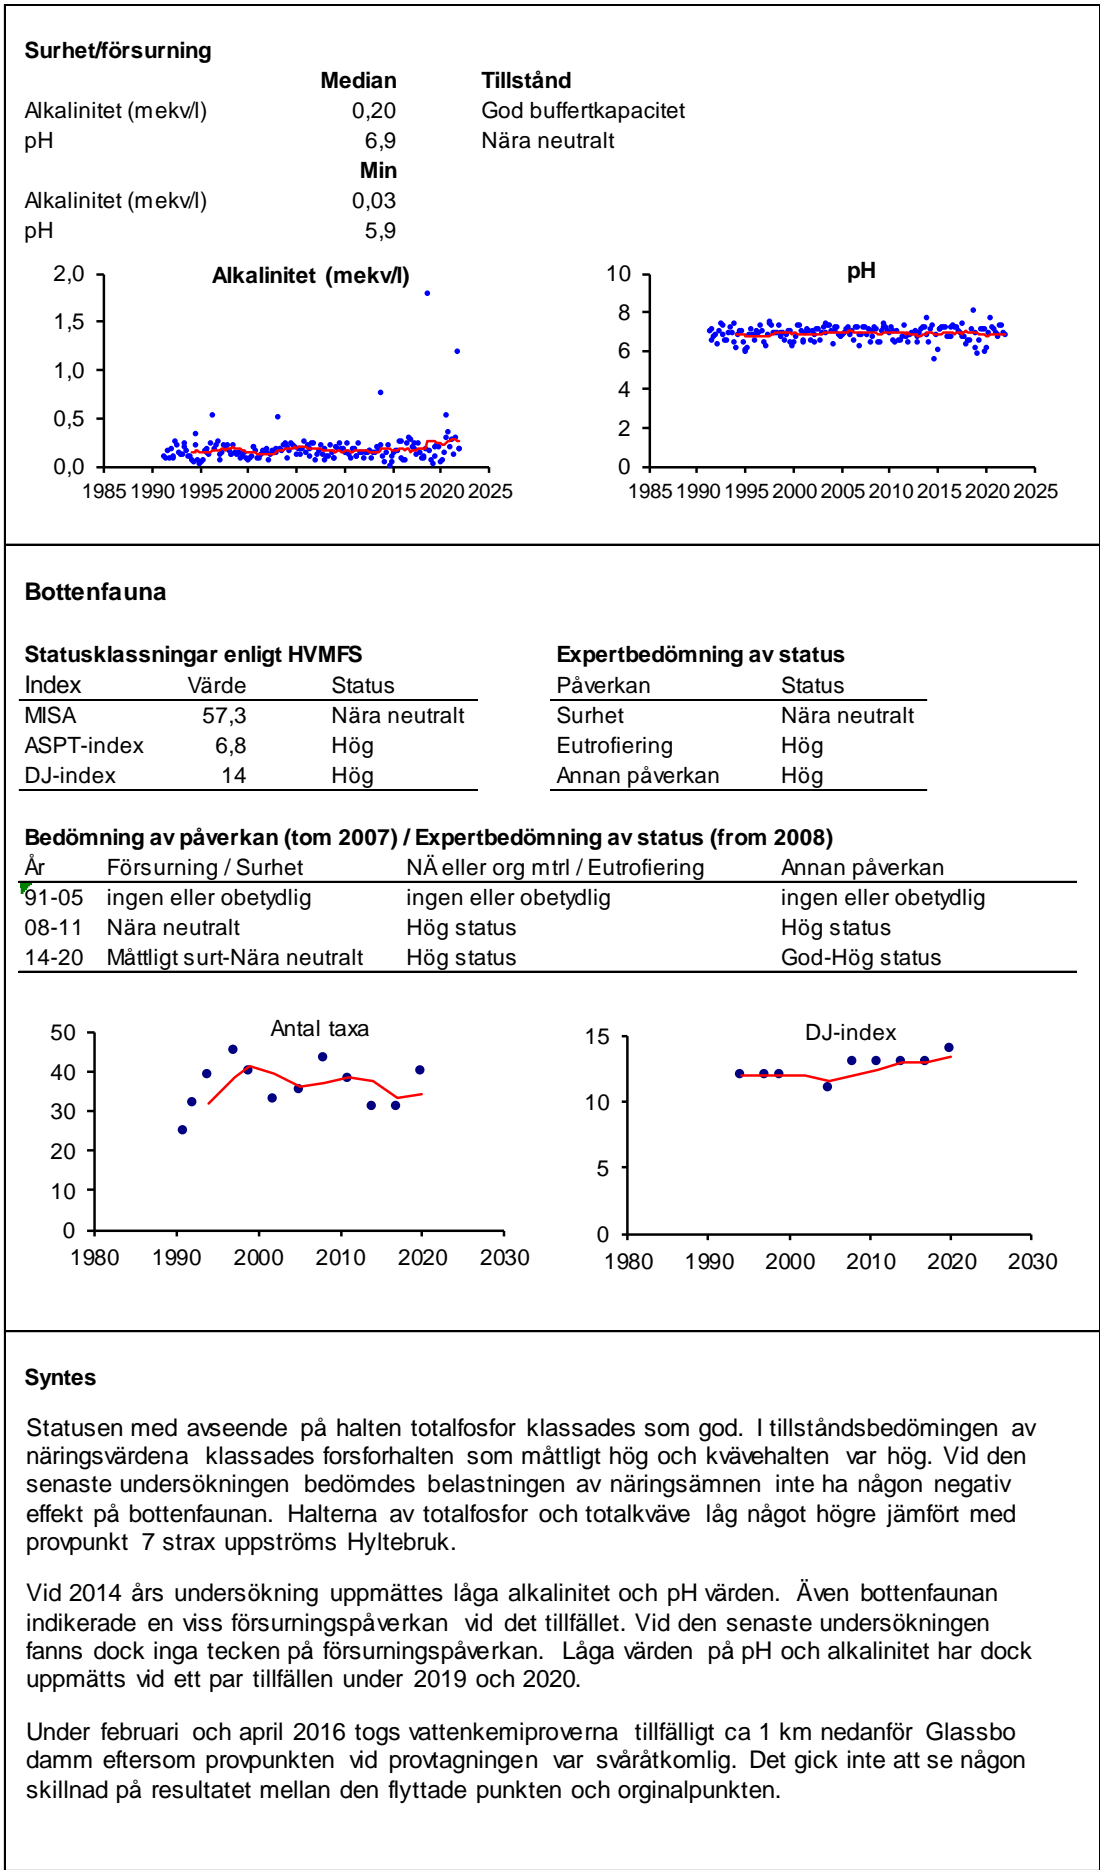 Surhet/försurning
Median Tillstånd
Alkalinitet (mekv/l) 0,20 God buffertkapacitet
pH 6,9 Nära neutralt
Min
Alkalinitet (mekv/l) 0,03
pH 5,9
Alkalinitet (mekv/l)
2,0
1,5
1,0
0,5
0,0
1985 1990 1995 2000 2005 2010 2015 2020 2025
pH
10
8
6
4
2
0
1985 1990 1995 2000 2005 2010 2015 2020 2025
Bottenfauna
Statusklassningar enligt HVMFS
Index Värde Status
MISA 57,3 Nära neutralt
ASPT-index 6,8 Hög
DJ-index 14 Hög
Expertbedömning av status
Påverkan Status
Surhet Nära neutralt
Eutrofiering Hög
Annan påverkan Hög
Bedömning av påverkan (tom 2007) / Expertbedömning av status (from 2008)
År Försurning / Surhet NÄ eller org mtrl / Eutrofiering Annan påverkan
91-05 ingen eller obetydlig ingen eller obetydlig ingen eller obetydlig
08-11 Nära neutralt Hög status Hög status
14-20 Måttligt surt-Nära neutralt Hög status God-Hög status
Antal taxa
50
40
30
20
10
0
1980 1990 2000 2010 2020 2030
DJ-index
15
10
5
0
1980 1990 2000 2010 2020 2030
Syntes
Statusen med avseende på halten totalfosfor klassades som god. I tillståndsbedömingen av
näringsvärdena klassades forsforhalten som måttligt hög och kvävehalten var hög. Vid den
senaste undersökningen bedömdes belastningen av näringsämnen inte ha någon negativ
effekt på bottenfaunan. Halterna av totalfosfor och totalkväve låg något högre jämfört med
provpunkt 7 strax uppströms Hyltebruk.
Vid 2014 års undersökning uppmättes låga alkalinitet och pH värden. Även bottenfaunan
indikerade en viss försurningspåverkan vid det tillfället. Vid den senaste undersökningen
fanns dock inga tecken på försurningspåverkan. Låga värden på pH och alkalinitet har dock
uppmätts vid ett par tillfällen under 2019 och 2020.
Under februari och april 2016 togs vattenkemiproverna tillfälligt ca 1 km nedanför Glassbo
damm eftersom provpunkten vid provtagningen var svåråtkomlig. Det gick inte att se någon
skillnad på resultatet mellan den flyttade punkten och orginalpunkten.